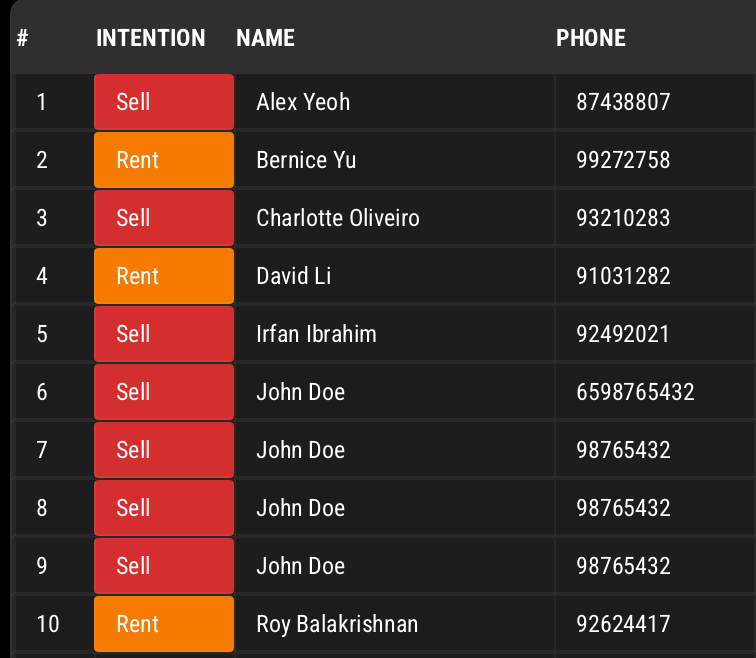 # INTENTION NAME PHONE
1 Sell Alex Yeoh 87438807
2 Rent Bernice Yu 99272758
3 Sell Charlotte Oliveiro 93210283
4 Rent David Li 91031282
5 Sell Irfan Ibrahim 92492021
6 Sell John Doe 6598765432
7 Sell John Doe 98765432
8 Sell John Doe 98765432
9 Sell John Doe 98765432
10 Rent Roy Balakrishnan 92624417